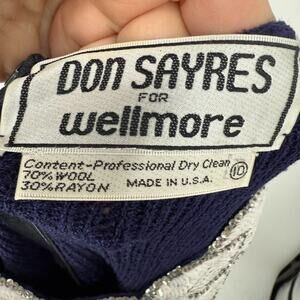 DON SAYRES
FOR
wellmore
Content-Professional Dry Clean
70% WOOL
30% RAYON MADE IN U.S.A. 10